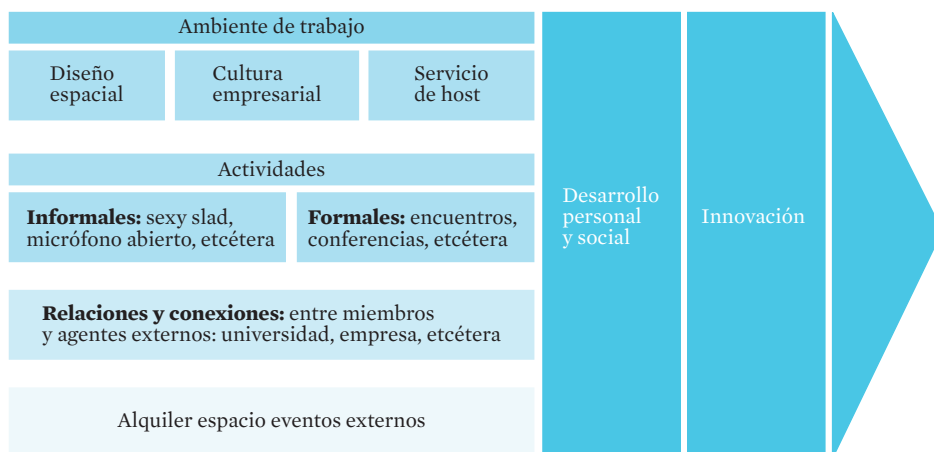 Ambiente de trabajo
Diseño
espacial
Cultura
empresarial
Servicio
de host
Actividades
Informales: sexy slad,
micrófono abierto, etcétera
Formales: encuentros,
conferencias, etcétera
Relaciones y conexiones: entre miembros
y agentes externos: universidad, empresa, etcétera
Alquiler espacio eventos externos
Desarrollo
personal
y social
Innovación